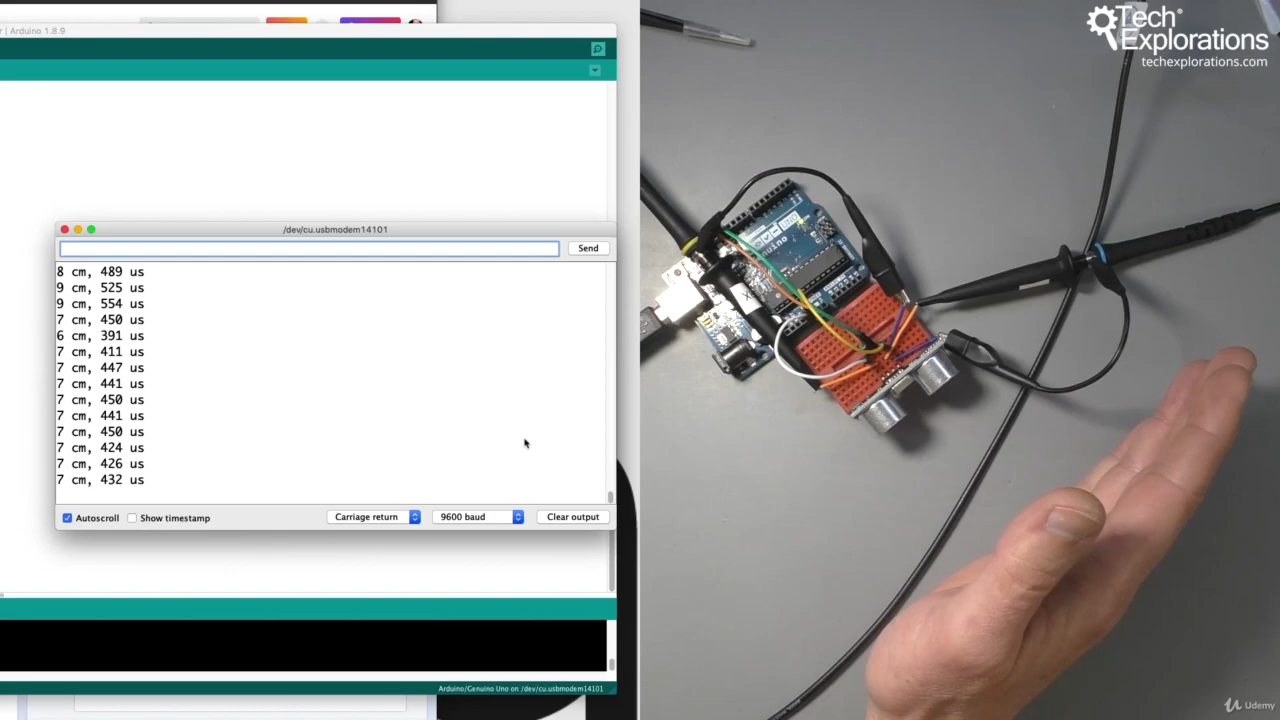 r | Arduino 1.8.9
/dev/cu.usbmodem14101
Send
8 cm, 489 us
9 cm, 525 us
9 cm, 554 us
7 cm, 450 us
6 cm, 391 us
7 cm, 411 us
7 cm, 447 us
7 cm, 441 us
7 cm, 450 us
7 cm, 441 us
7 cm, 450 us
7 cm, 424 us
7 cm, 426 us
7 cm, 432 us
Autoscroll
Show timestamp
Carriage return
9600 baud
Clear output
Arduino/Genuino Uno on /dev/cu.usbmodem14101
Tech
Explorations
techexplorations.com
UNO
Udemy